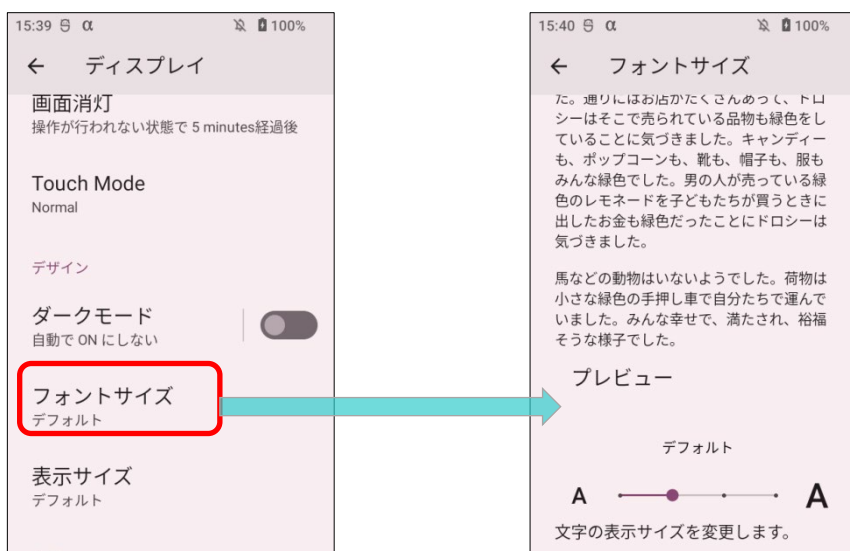 15:39 α 100%
ディスプレイ
画面消灯
操作が行われない状態で 5 minutes経過後
Touch Mode
Normal
デザイン
ダークモード
自動で ON にしない
フォントサイズ
デフォルト
表示サイズ
デフォルト
15:40 α 100%
フォントサイズ
た。通りにはお店がたくさんあって、ドロ
シーはそこで売られている品物も緑色をし
ていることに気づきました。キャンディー
も、ポップコーンも、靴も、帽子も、服も
みんな緑色でした。男の人が売っている緑
色のレモネードを子どもたちが買うときに
出したお金も緑色だったことにドロシーは
気づきました。
馬などの動物はいないようでした。荷物は
小さな緑色の手押し車で自分たちで運んで
いました。みんな幸せで、満たされ、裕福
そうな様子でした。
プレビュー
デフォルト
A A
文字の表示サイズを変更します。